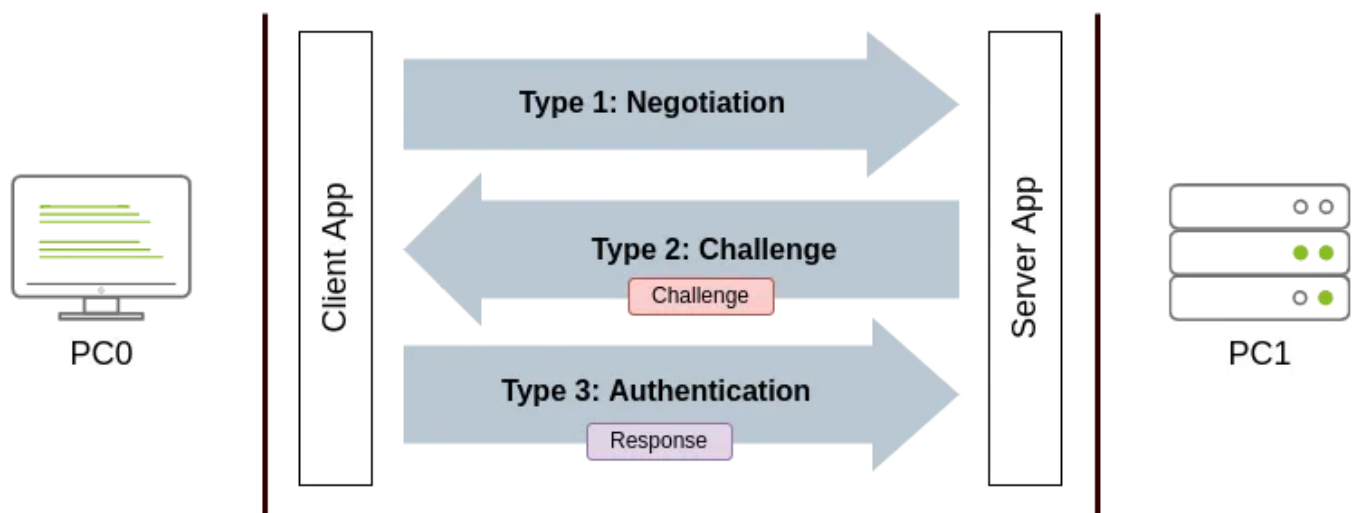 Type 1: Negotiation
Type 2: Challenge
Challenge
Type 3: Authentication
Response
Client App
Server App
PC0
PC1